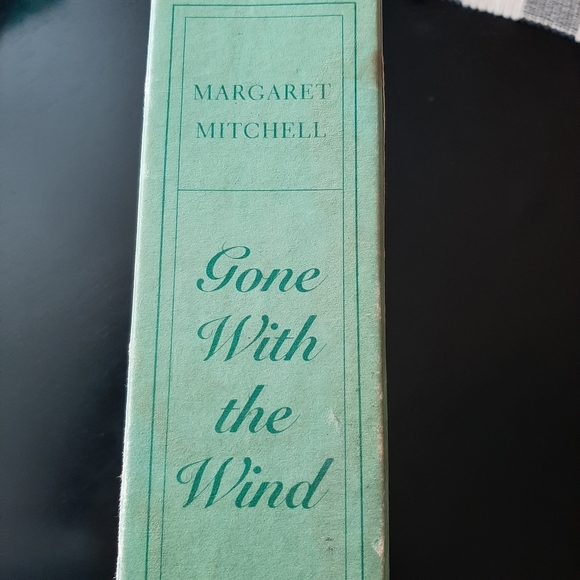 MARGARET
MITCHELL
Gone
With
the
Wind